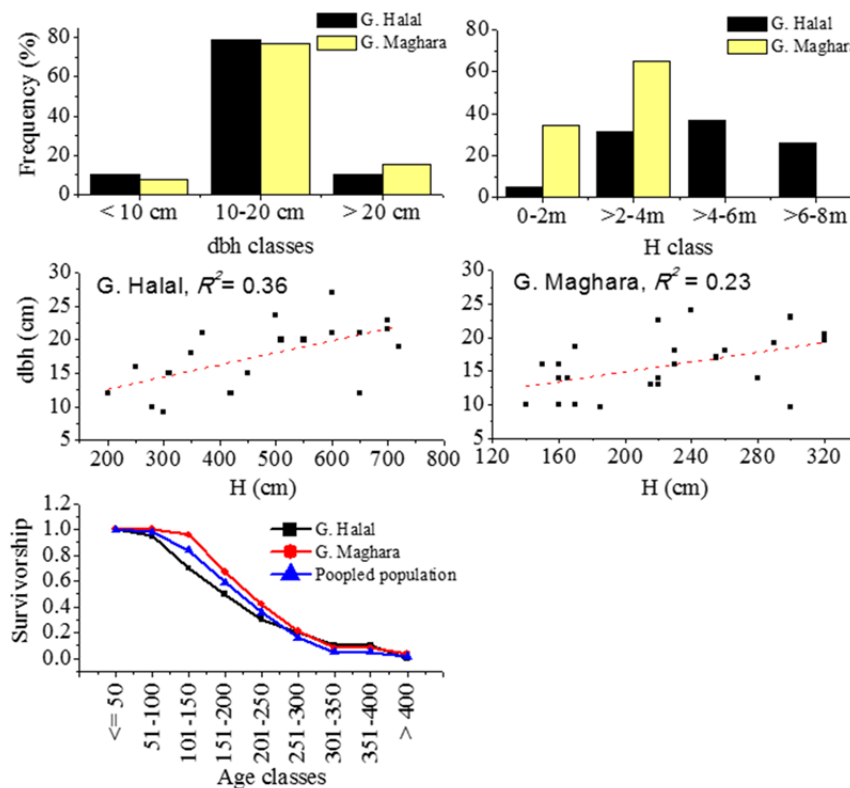 G. Halal
G. Maghara
Frequency (%)
80
60
40
20
0
< 10 cm 10-20 cm > 20 cm
dbh classes
G. Halal
G. Maghara
80
60
40
20
0
0-2m >2-4m >4-6m >6-8m
H class
G. Halal, R² = 0.36
dbh (cm)
30
25
20
15
10
5
200 300 400 500 600 700 800
H (cm)
G. Maghara, R² = 0.23
30
25
20
15
10
5
120 160 200 240 280 320
H (cm)
G. Halal
G. Maghara
Poopled population
Survivorship
1.2
1.0
0.8
0.6
0.4
0.2
0.0
<= 50
51-100
101-150
151-200
201-250
251-300
301-350
351-400
> 400
Age classes